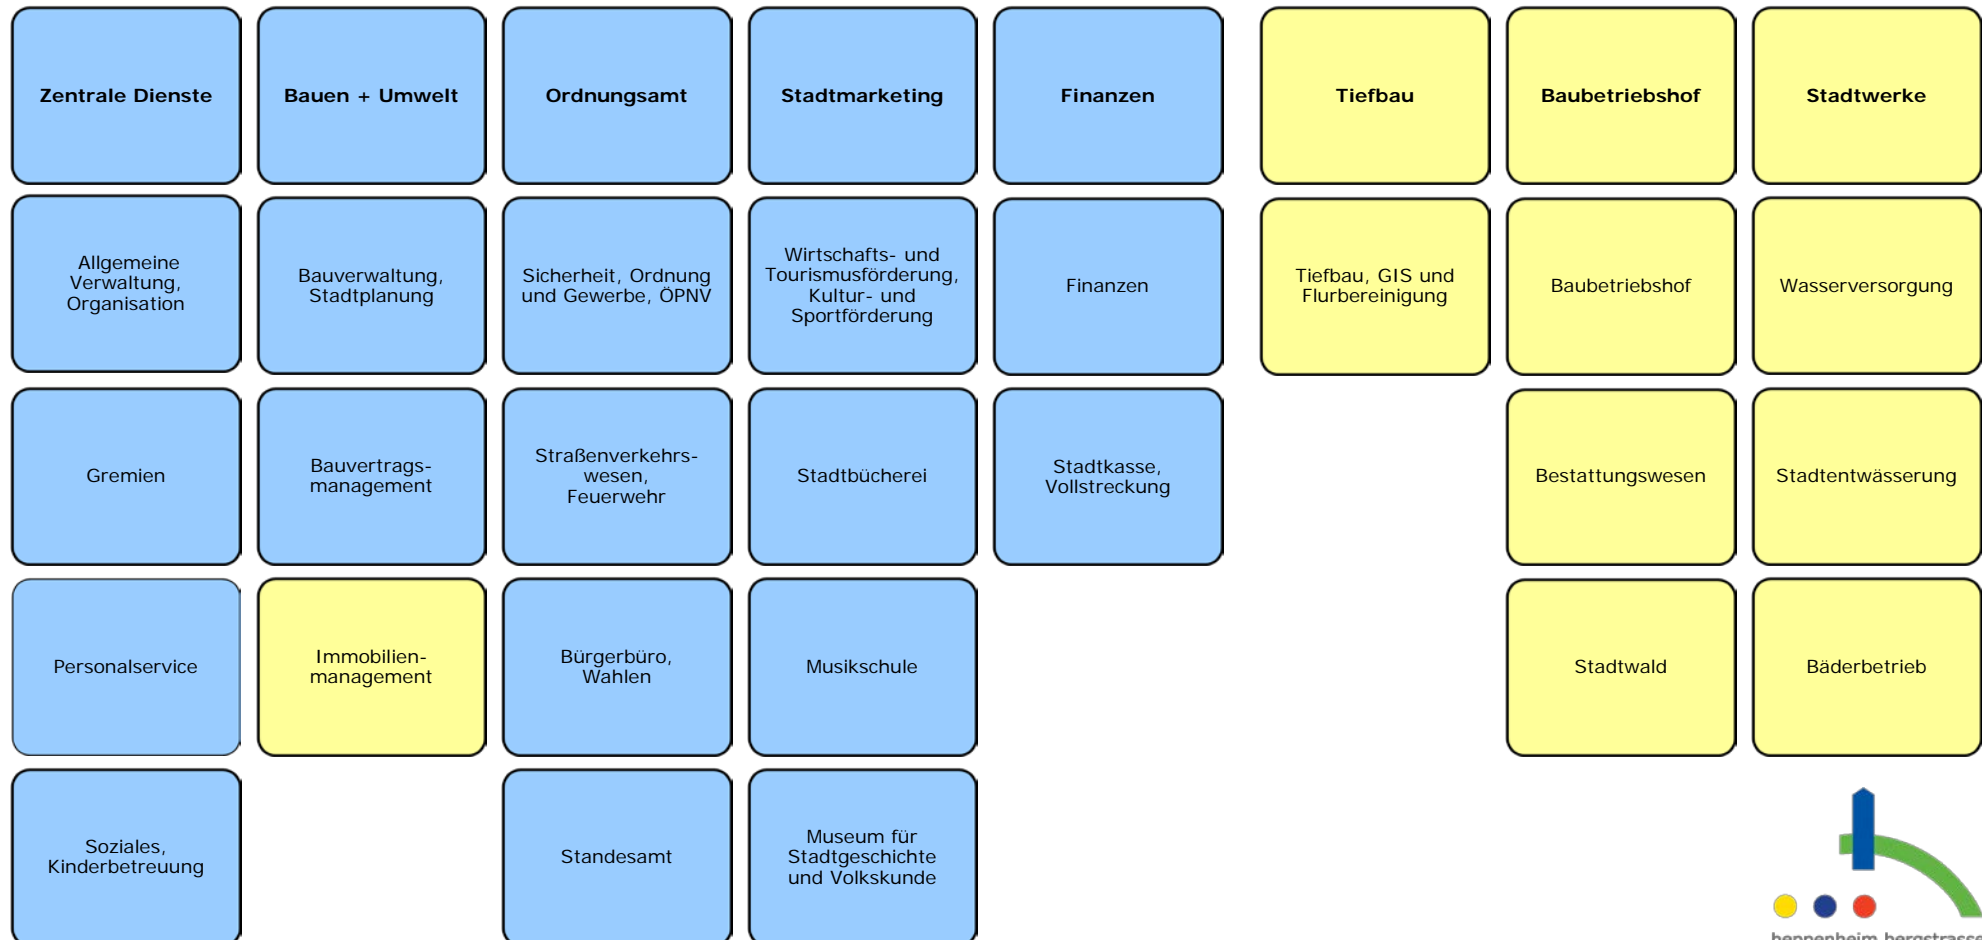 Zentrale Dienste
Bauen + Umwelt
Ordnungsamt
Stadtmarketing
Finanzen
Tiefbau
Baubetriebshof
Stadtwerke
Allgemeine
Verwaltung,
Organisation
Bauverwaltung,
Stadtplanung
Sicherheit, Ordnung
und Gewerbe, ÖPNV
Wirtschafts- und
Tourismusförderung,
Kultur- und
Sportförderung
Finanzen
Tiefbau, GIS und
Flurbereinigung
Baubetriebshof
Wasserversorgung
Gremien
Bauvertrags-
management
Straßenverkehrs-
wesen,
Feuerwehr
Stadtbücherei
Stadtkasse,
Vollstreckung
Bestattungswesen
Stadtentwässerung
Personalservice
Immobilien-
management
Bürgerbüro,
Wahlen
Musikschule
Stadtwald
Bäderbetrieb
Soziales,
Kinderbetreuung
Standesamt
Museum für
Stadtgeschichte
und Volkskunde
heppenheim bergstrasse